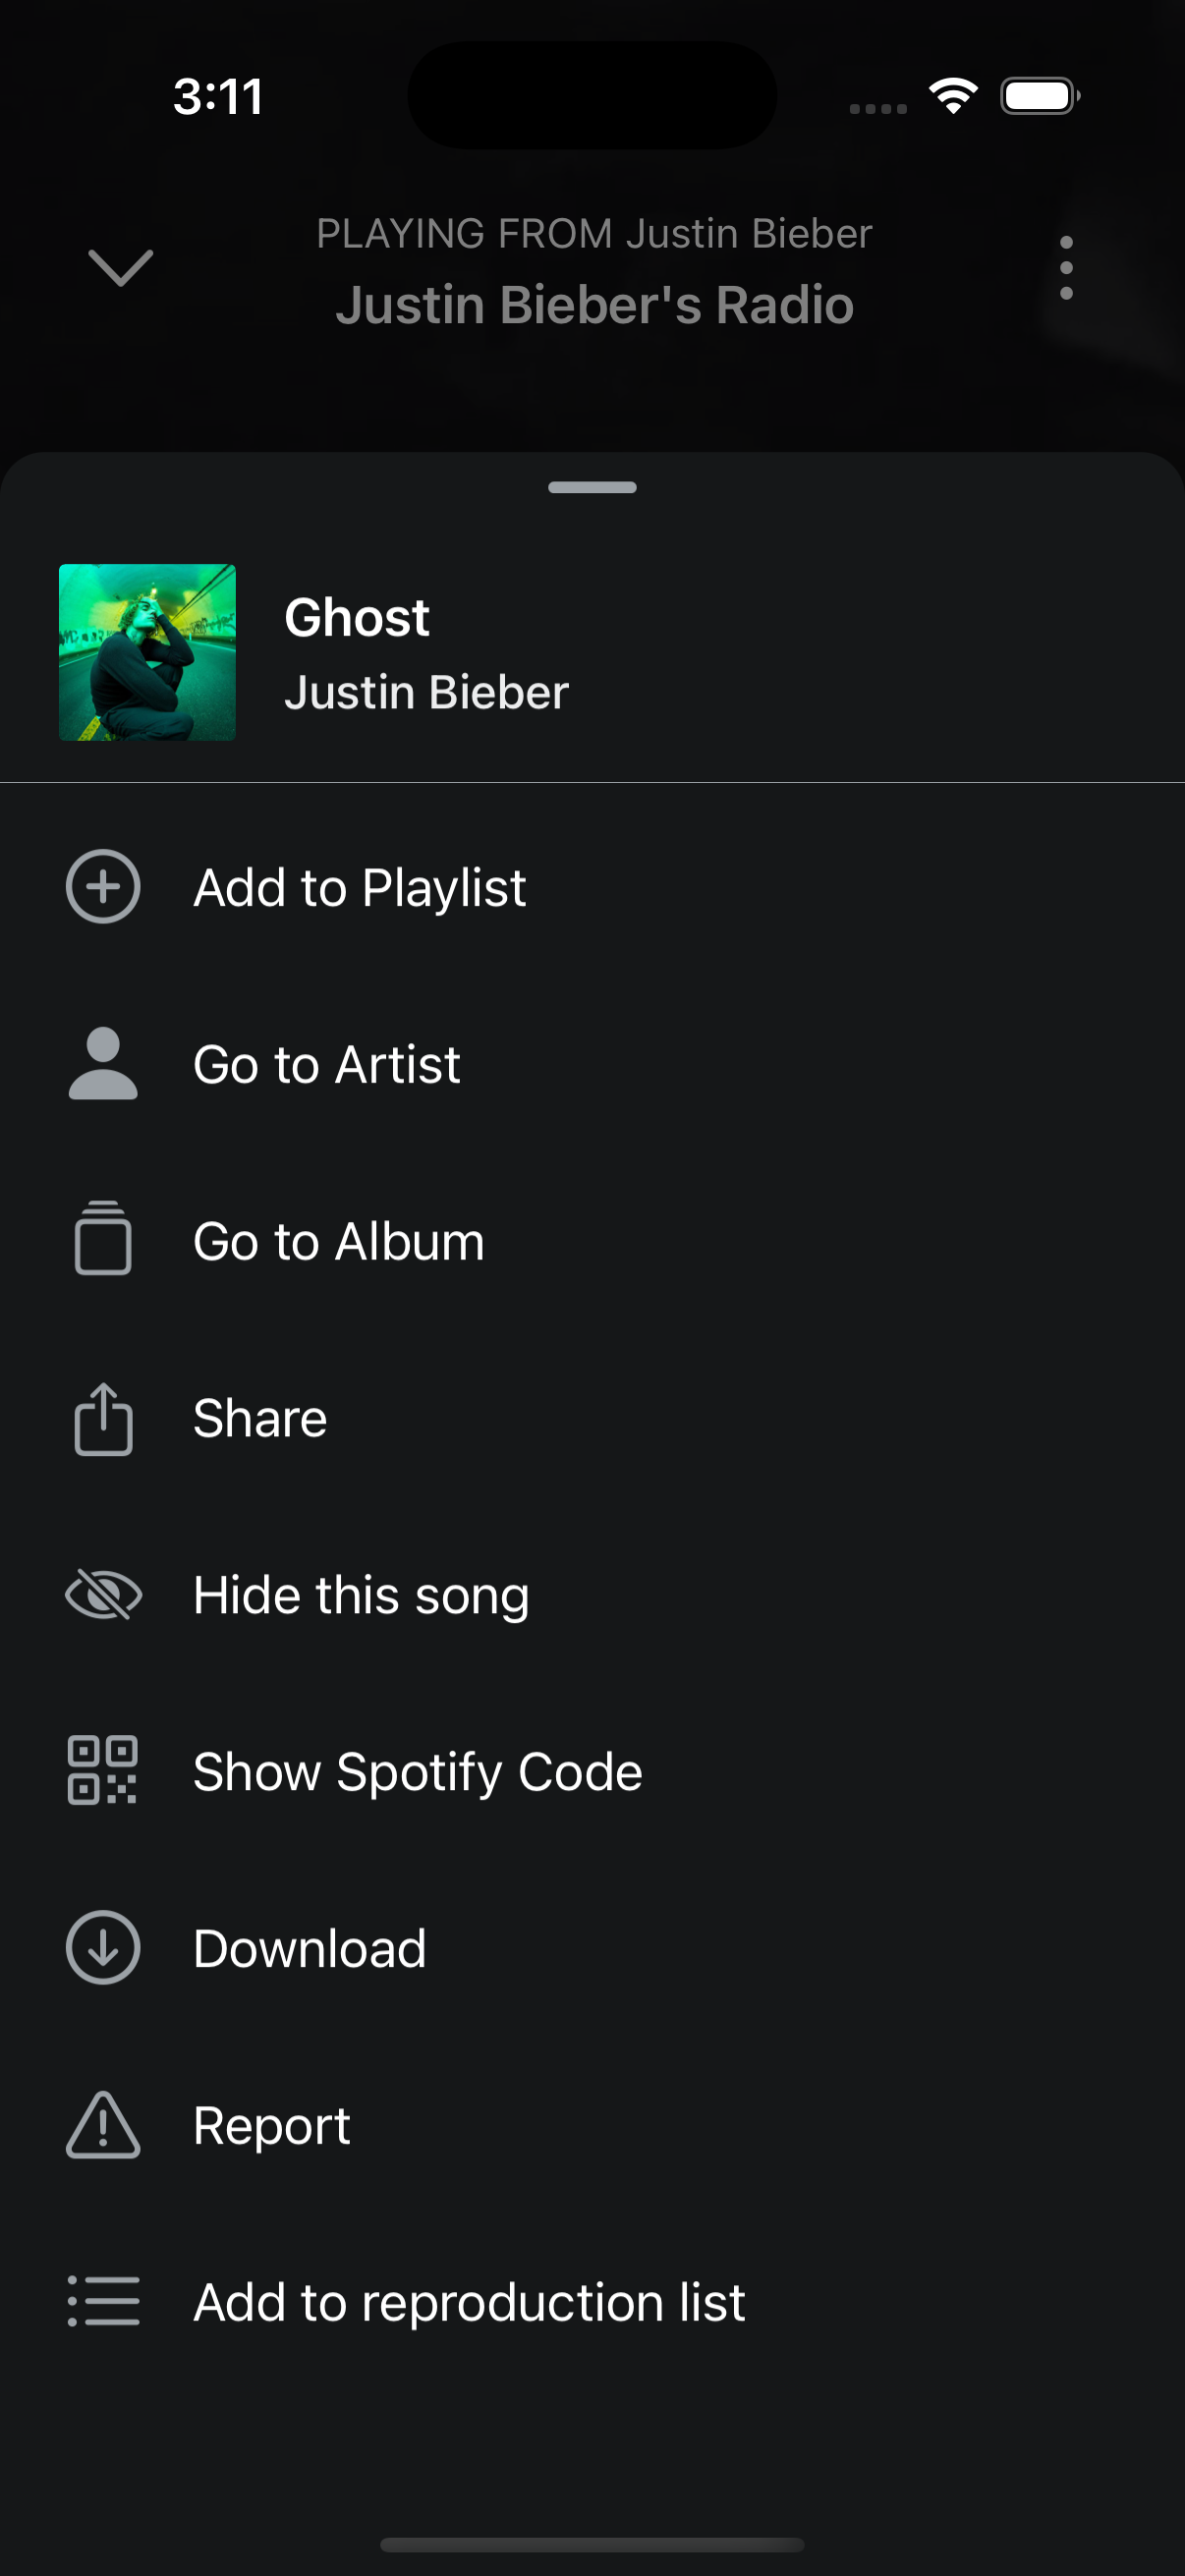 3:11
PLAYING FROM Justin Bieber
Justin Bieber's Radio
Ghost
Justin Bieber
Add to Playlist
Go to Artist
Go to Album
Share
Hide this song
Show Spotify Code
Download
Report
Add to reproduction list